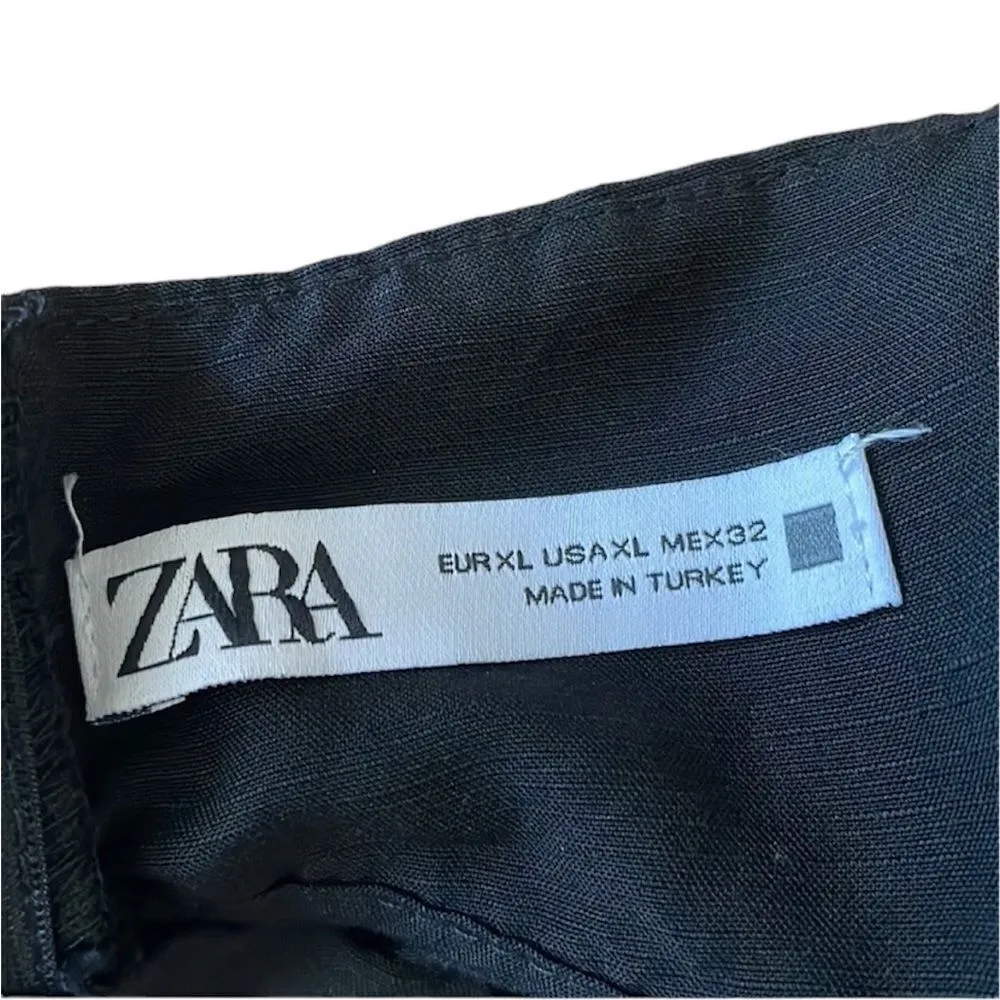 ZARA
EUR XL USA XL MEX 32
MADE IN TURKEY